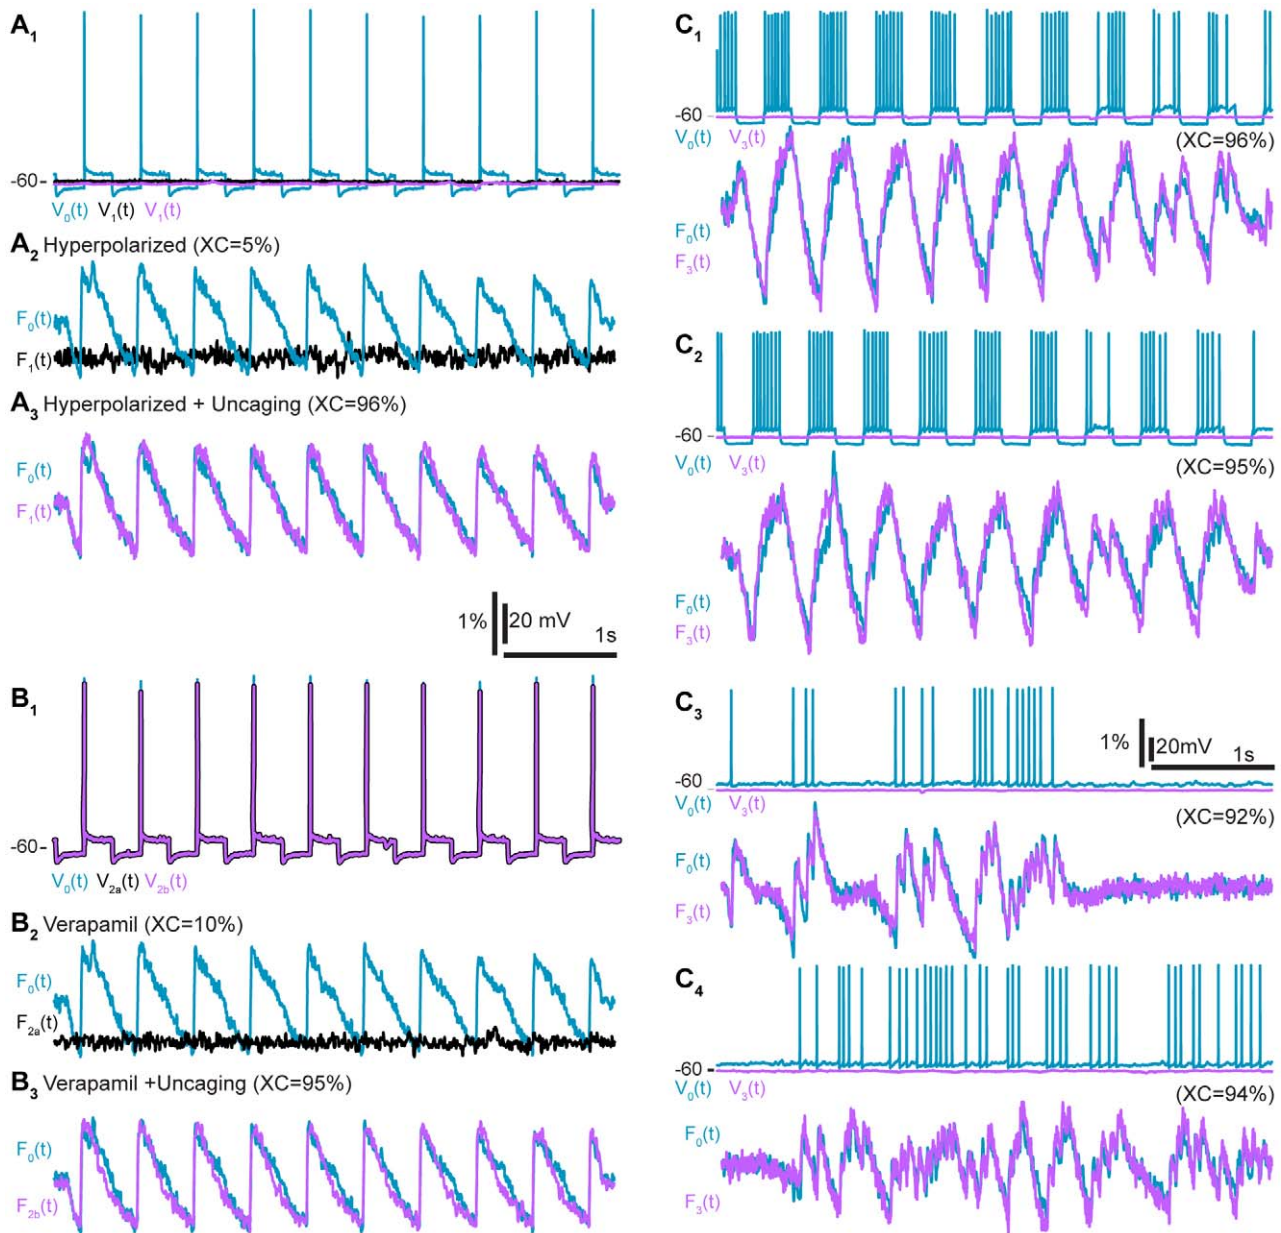 A₁
-60
V₀(t) V₁(t) V₁(t)
A₂ Hyperpolarized (XC=5%)
F₀(t)
F₁(t)
A₃ Hyperpolarized + Uncaging (XC=96%)
F₀(t)
F₁(t)
1% 20 mV 1s
B₁
-60
V₀(t) V₂ₐ(t) V₂b(t)
B₂ Verapamil (XC=10%)
F₀(t)
F₂ₐ(t)
B₃ Verapamil +Uncaging (XC=95%)
F₀(t)
F₂b(t)
C₁
-60
V₀(t) V₃(t)
(XC=96%)
F₀(t)
F₃(t)
C₂
-60
V₀(t) V₃(t)
(XC=95%)
F₀(t)
F₃(t)
C₃
1% 20mV 1s
-60
V₀(t) V₃(t)
(XC=92%)
F₀(t)
F₃(t)
C₄
-60
V₀(t) V₃(t)
(XC=94%)
F₀(t)
F₃(t)